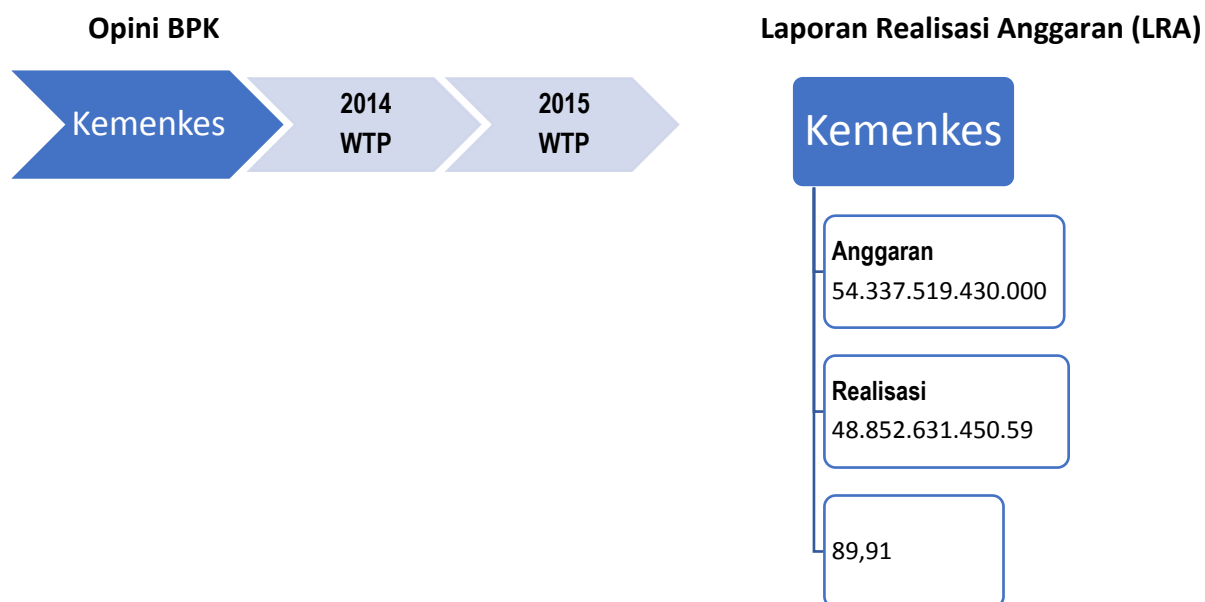 Opini BPK
Kemenkes
2014
WTP
2015
WTP
Laporan Realisasi Anggaran (LRA)
Kemenkes
Anggaran
54.337.519.430.000
Realisasi
48.852.631.450.59
89,91